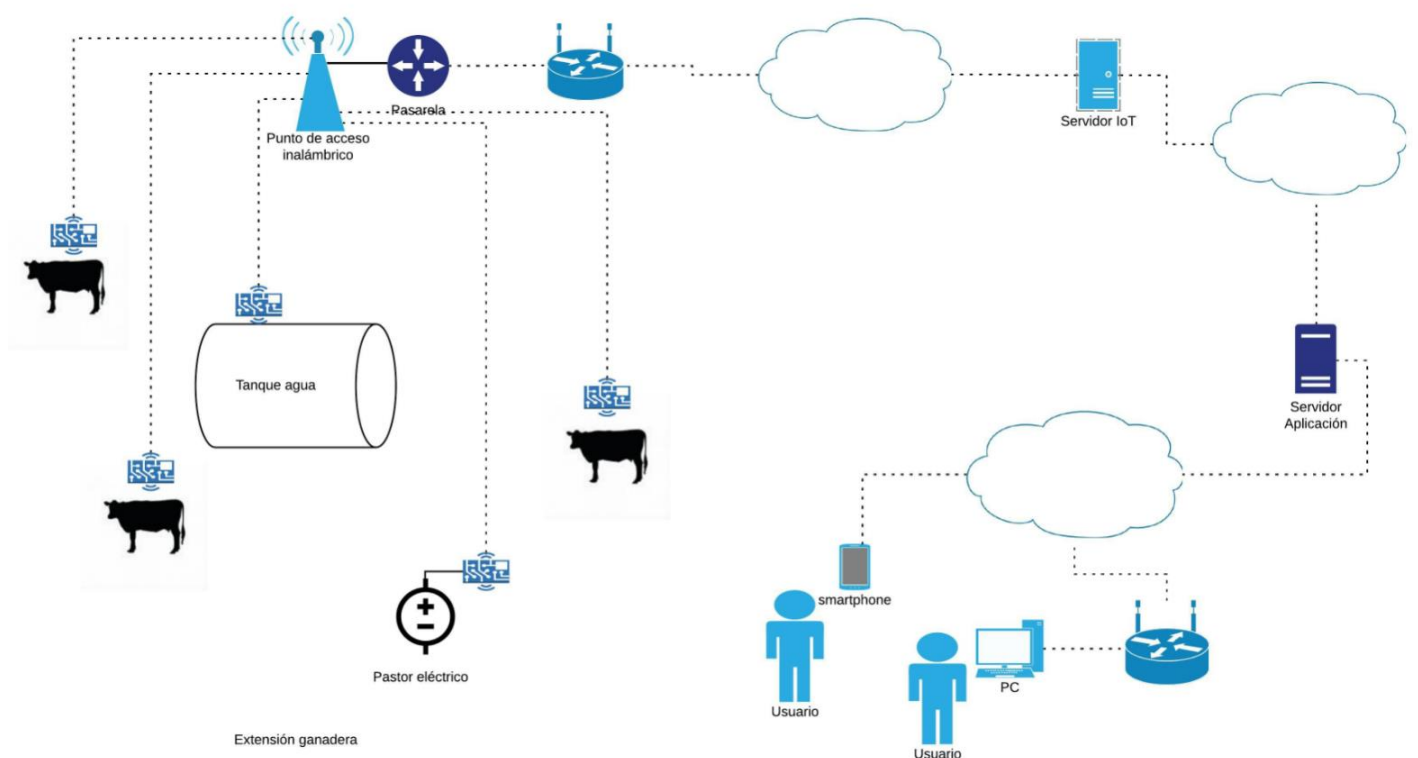 Pasarela
Punto de acceso
inalámbrico
Servidor IoT
Tanque agua
Servidor
Aplicación
smartphone
Pastor eléctrico
PC
Usuario
Usuario
Extensión ganadera